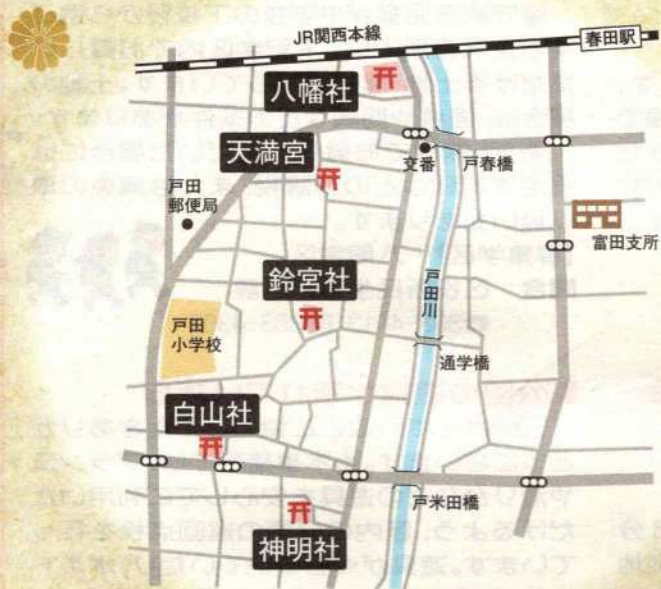 JR関西本線
春田駅
八幡社
天満宮
交番
戸春橋
戸田
郵便局
富田支所
鈴宮社
戸田川
戸田
小学校
通学橋
白山社
戸米田橋
神明社